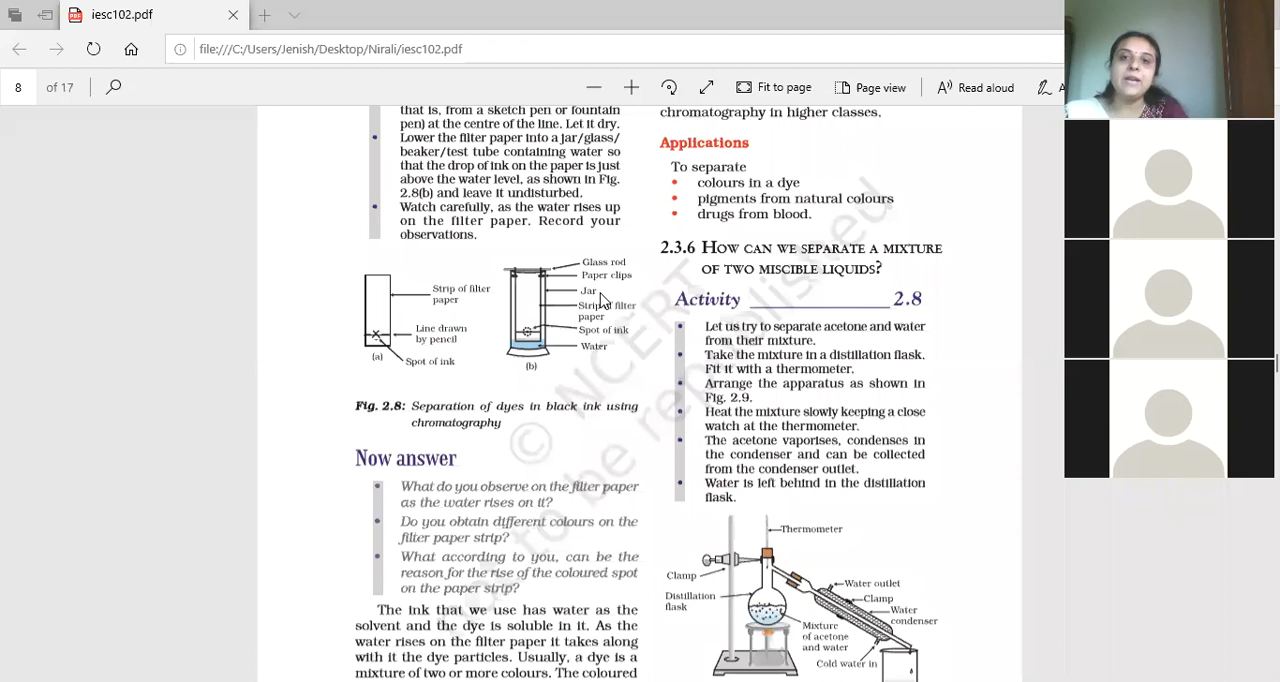 iesc102.pdf
file:///C:/Users/Jenish/Desktop/Nirali/iesc102.pdf
8
of 17
Fit to page
Page view
Read aloud
that is, from a sketch pen or fountain
pen) at the centre of the line. Let it dry.
• Lower the filter paper into a jar/glass/
beaker/test tube containing water so
that the drop of ink on the paper is just
above the water level, as shown in Fig.
2.8(b) and leave it undisturbed.
• Watch carefully, as the water rises up
on the filter paper. Record your
observations.
Strip of filter
paper
Line drawn
by pencil
Spot of ink
(a)
Glass rod
Paper clips
Jar
Strip of filter
paper
Spot of ink
Water
(b)
Fig. 2.8: Separation of dyes in black ink using
chromatography
Now answer
• What do you observe on the filter paper
as the water rises on it?
• Do you obtain different colours on the
filter paper strip?
• What according to you, can be the
reason for the rise of the coloured spot
on the paper strip?
The ink that we use has water as the
solvent and the dye is soluble in it. As the
water rises on the filter paper it takes along
with it the dye particles. Usually, a dye is a
mixture of two or more colours. The coloured
chromatography in higher classes.
Applications
To separate
• colours in a dye
• pigments from natural colours
• drugs from blood.
2.3.6 HOW CAN WE SEPARATE A MIXTURE
OF TWO MISCIBLE LIQUIDS?
Activity 2.8
• Let us try to separate acetone and water
from their mixture.
• Take the mixture in a distillation flask.
Fit it with a thermometer.
• Arrange the apparatus as shown in
Fig. 2.9.
• Heat the mixture slowly keeping a close
watch at the thermometer.
• The acetone vaporises, condenses in
the condenser and can be collected
from the condenser outlet.
• Water is left behind in the distillation
flask.
Thermometer
Clamp
Distillation
flask
Water outlet
Clamp
Water
condenser
Mixture
of acetone
and water
Cold water in
© NCERT
not to be republished